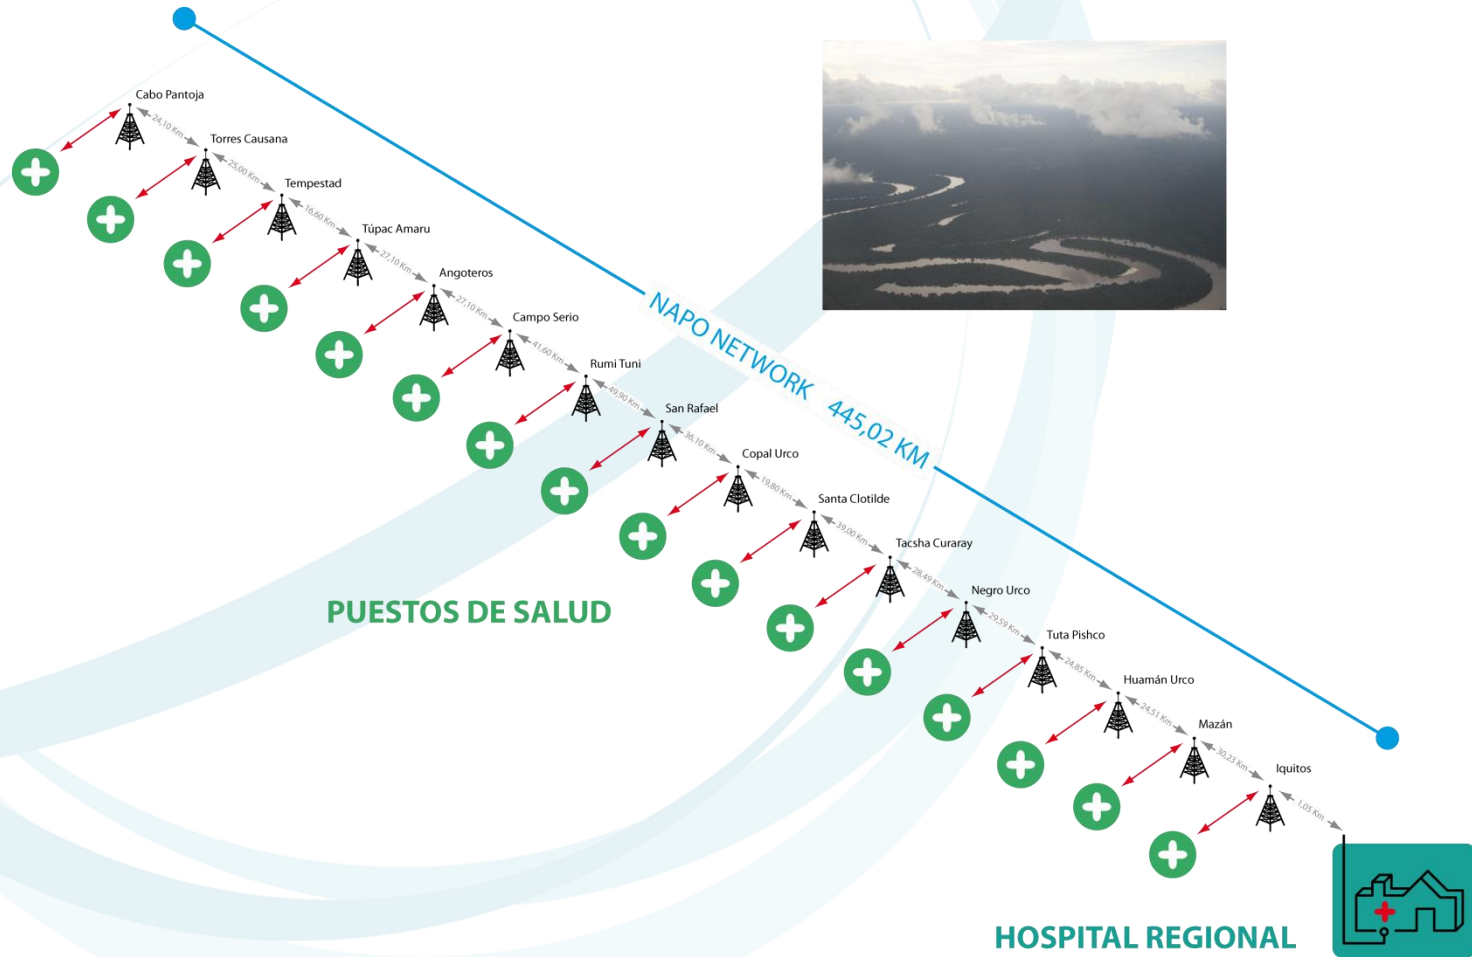 Cabo Pantoja
24,10 Km
Torres Causana
25,00 Km
Tempestad
16,60 Km
Túpac Amaru
27,10 Km
Angoteros
27,10 Km
Campo Serio
41,60 Km
Rumi Tuni
49,90 Km
San Rafael
36,10 Km
Copal Urco
19,80 Km
Santa Clotilde
39,00 Km
Tacsha Curaray
28,49 Km
Negro Urco
29,59 Km
Tuta Pishco
24,85 Km
Huamán Urco
24,51 Km
Mazán
30,23 Km
Iquitos
1,05 Km
NAPO NETWORK 445,02 KM
PUESTOS DE SALUD
HOSPITAL REGIONAL